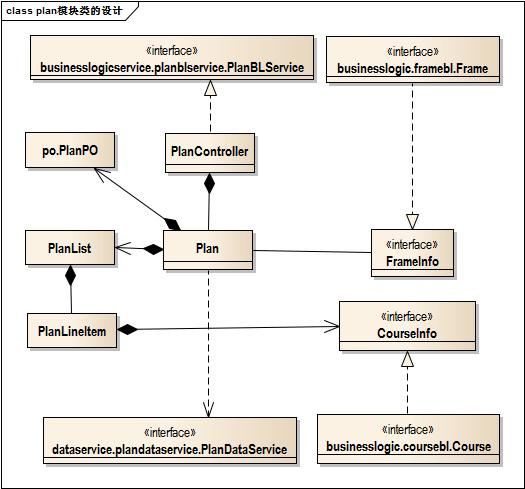 class plan模块类的设计
«interface»
businesslogicservice.planblservice.PlanBLService
«interface»
businesslogic.framebl.Frame
po.PlanPO
PlanController
PlanList
Plan
«interface»
FrameInfo
PlanLineItem
«interface»
CourseInfo
«interface»
dataservice.plandataservice.PlanDataService
«interface»
businesslogic.coursebl.Course